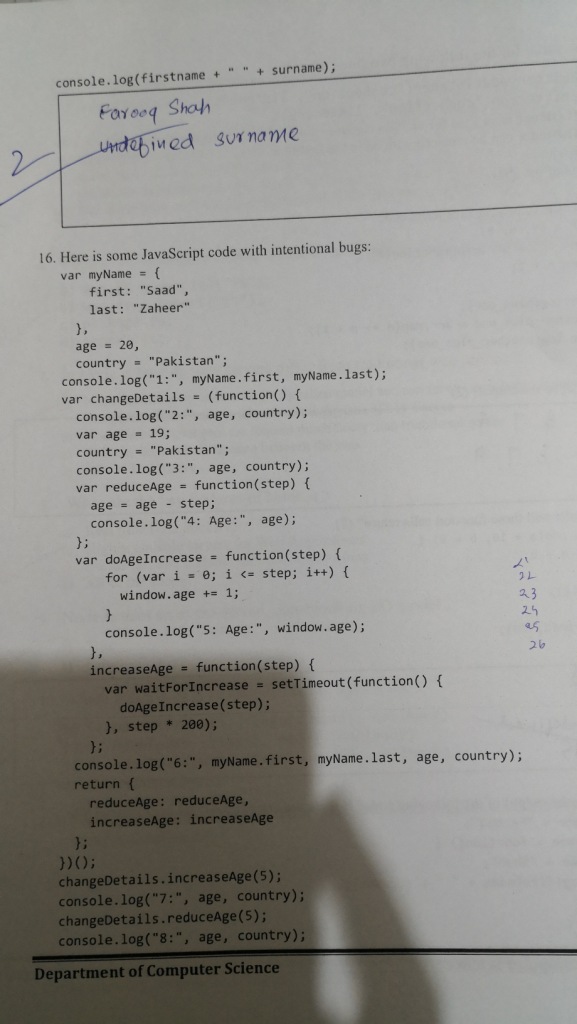 console.log(firstname + " " + surname);
Farooq Shah
undefined surname
2
16. Here is some JavaScript code with intentional bugs:
var myName = {
first: "Saad",
last: "Zaheer"
},
age = 20,
country = "Pakistan";
console.log("1:", myName.first, myName.last);
var changeDetails = (function() {
console.log("2:", age, country);
var age = 19;
country = "Pakistan";
console.log("3:", age, country);
var reduceAge = function(step) {
age = age - step;
console.log("4: Age:", age);
};
var doAgeIncrease = function(step) {
for (var i = 0; i <= step; i++) {
window.age += 1;
}
console.log("5: Age:", window.age);
},
increaseAge = function(step) {
var waitForIncrease = setTimeout(function() {
doAgeIncrease(step);
}, step * 200);
};
console.log("6:", myName.first, myName.last, age, country);
return {
reduceAge: reduceAge,
increaseAge: increaseAge
};
})();
changeDetails.increaseAge(5);
console.log("7:", age, country);
changeDetails.reduceAge(5);
console.log("8:", age, country);
23
24
25
26
Department of Computer Science